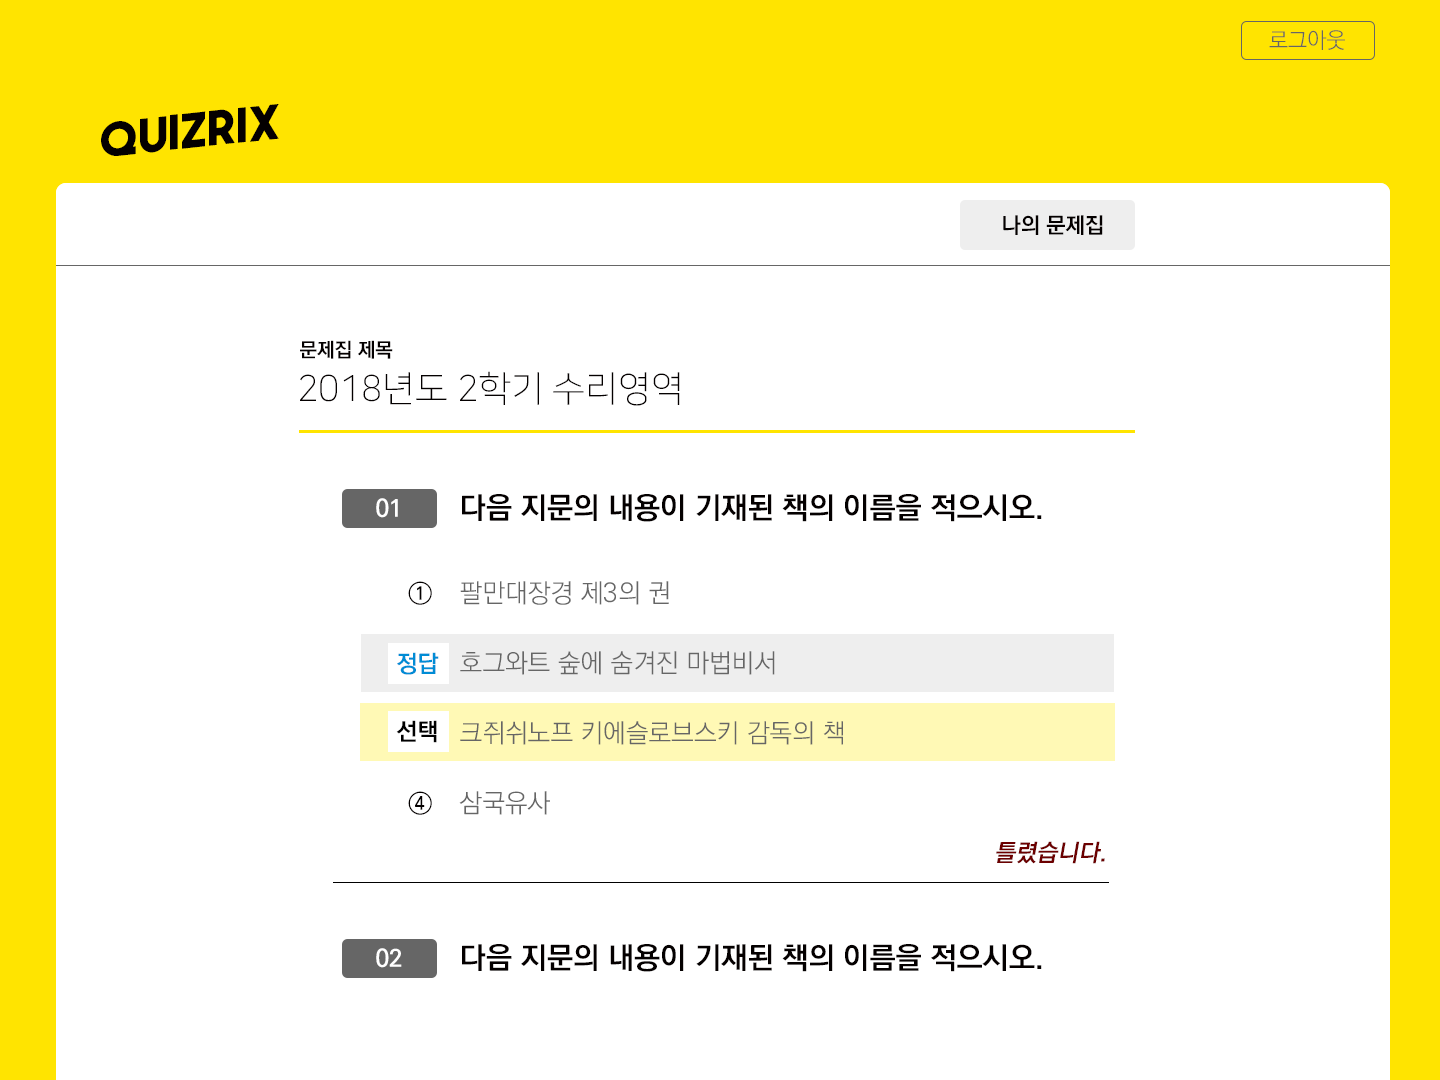 로그아웃
QUIZRIX
나의 문제집
문제집 제목
2018년도 2학기 수리영역
01 다음 지문의 내용이 기재된 책의 이름을 적으시오.
① 팔만대장경 제3의 권
정답 호그와트 숲에 숨겨진 마법비서
선택 크쥐쉬노프 키에슬로브스키 감독의 책
④ 삼국유사
틀렸습니다.
02 다음 지문의 내용이 기재된 책의 이름을 적으시오.